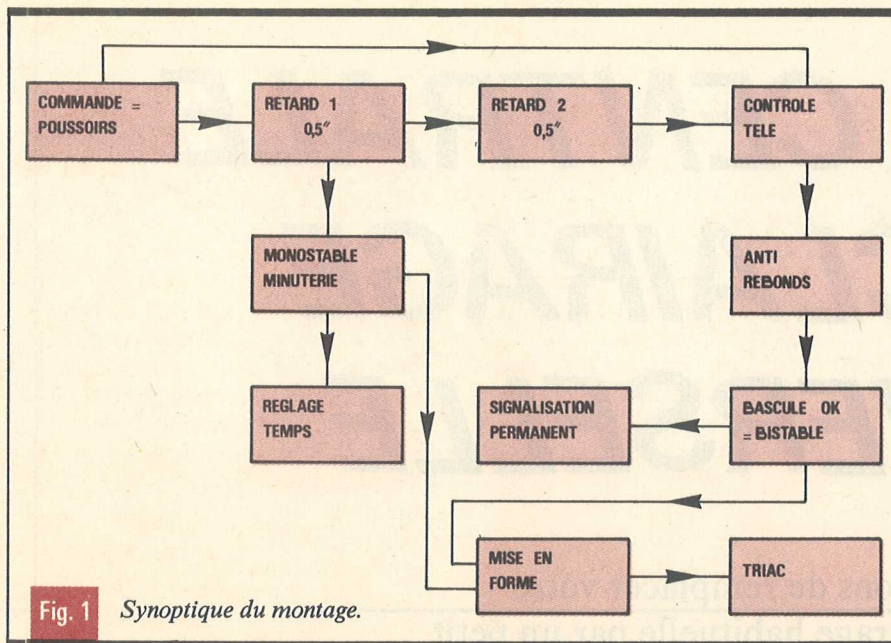 COMMANDE =
POUSSOIRS
RETARD 1
0,5″
RETARD 2
0,5″
CONTROLE
TELE
MONOSTABLE
MINUTERIE
ANTI
REBONDS
REGLAGE
TEMPS
SIGNALISATION
PERMANENT
BASCULE OK
= BISTABLE
MISE EN
FORME
TRIAC
Fig. 1 Synoptique du montage.